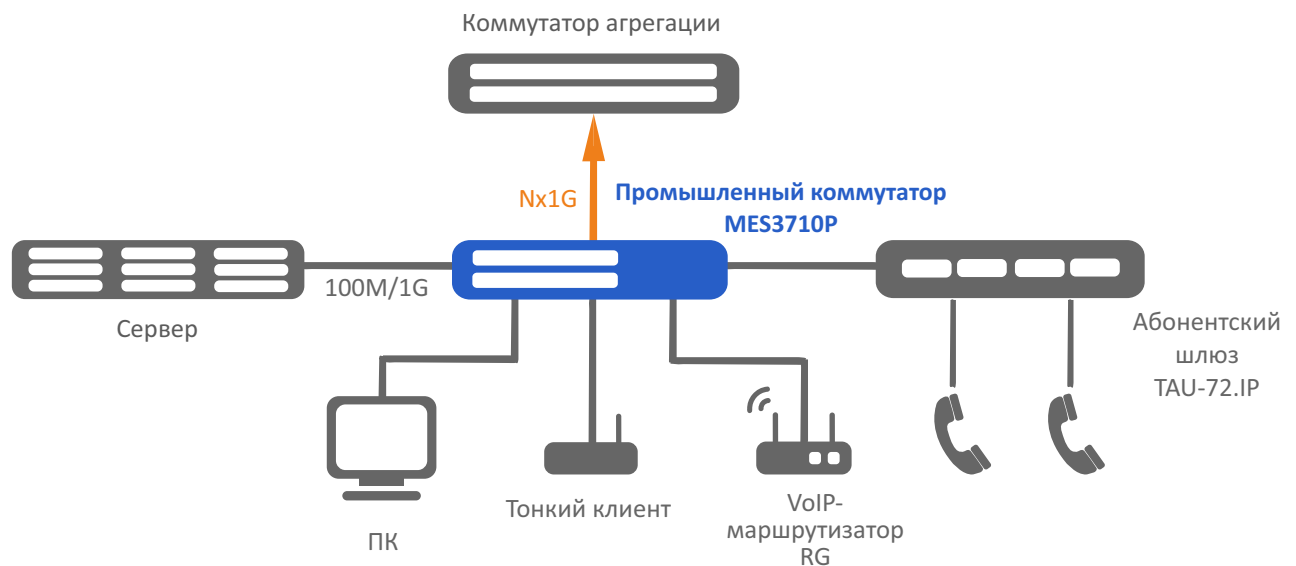 Коммутатор агрегации
Nx1G
Промышленный коммутатор
MES3710P
100M/1G
Сервер
Абонентский
шлюз
TAU-72.IP
ПК
Тонкий клиент
VoIP-
маршрутизатор
RG